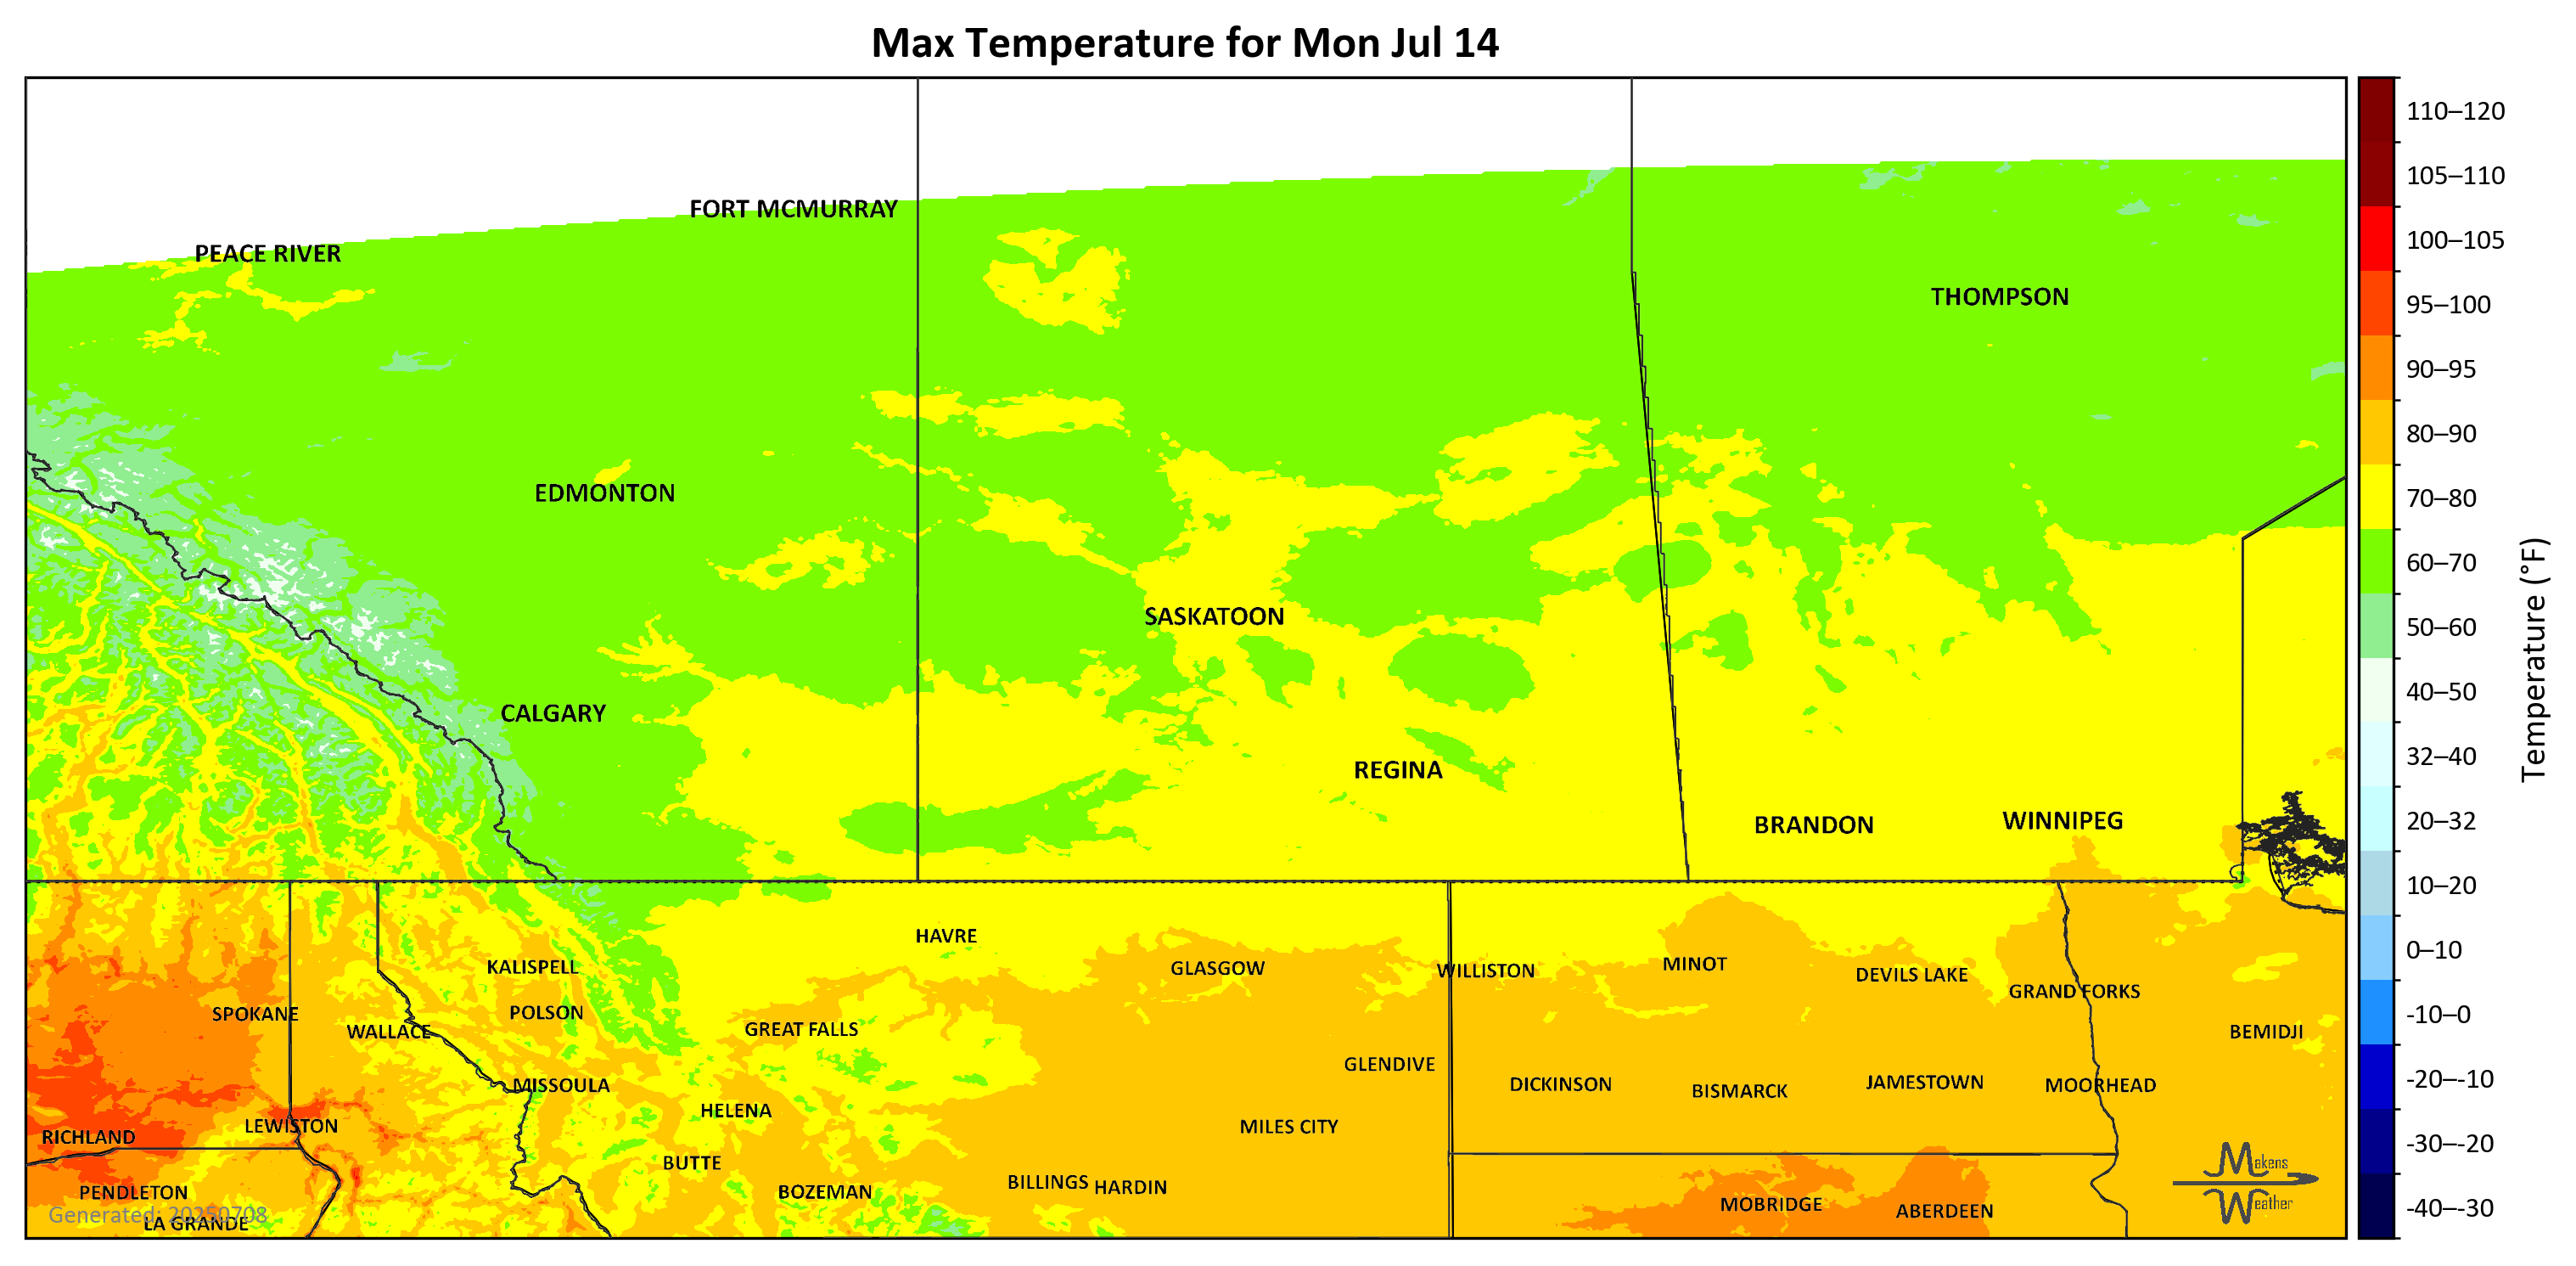 Max Temperature for Mon Jul 14
110–120
105–110
FORT MCMURRAY
100–105
PEACE RIVER
THOMPSON
95–100
90–95
80–90
EDMONTON
70–80
60–70
SASKATOON
50–60
Temperature (°F)
40–50
CALGARY
32–40
REGINA
BRANDON
WINNIPEG
20–32
10–20
HAVRE
0–10
KALISPELL
GLASGOW
WILLISTON
MINOT
DEVILS LAKE
GRAND FORKS
SPOKANE
POLSON
-10–0
WALLACE
GREAT FALLS
BEMIDJI
GLENDIVE
-20–-10
MISSOULA
DICKINSON
BISMARCK
JAMESTOWN
MOORHEAD
HELENA
LEWISTON
MILES CITY
RICHLAND
-30–-20
BUTTE
Makens
PENDLETON
BOZEMAN
BILLINGS
HARDIN
MOBRIDGE
ABERDEEN
Weather
-40–-30
Generated: 20250708
LA GRANDE